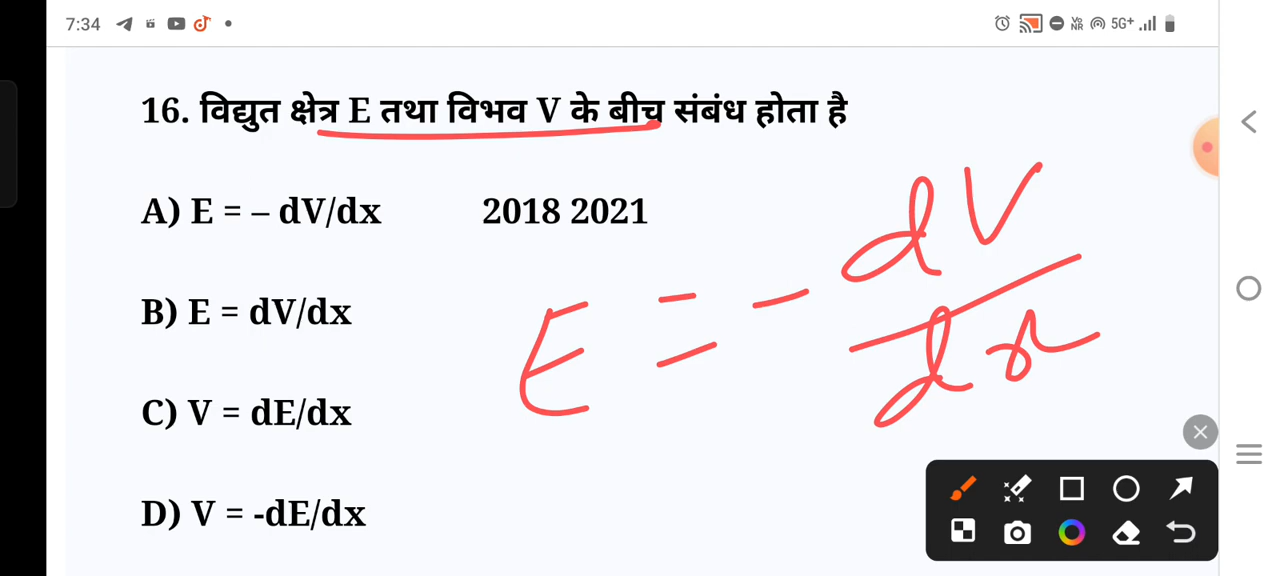 7:34
5G+
16. विद्युत क्षेत्र E तथा विभव V के बीच संबंध होता है
A) E = – dV/dx 2018 2021
B) E = dV/dx
C) V = dE/dx
D) V = -dE/dx
E = - dV/dx